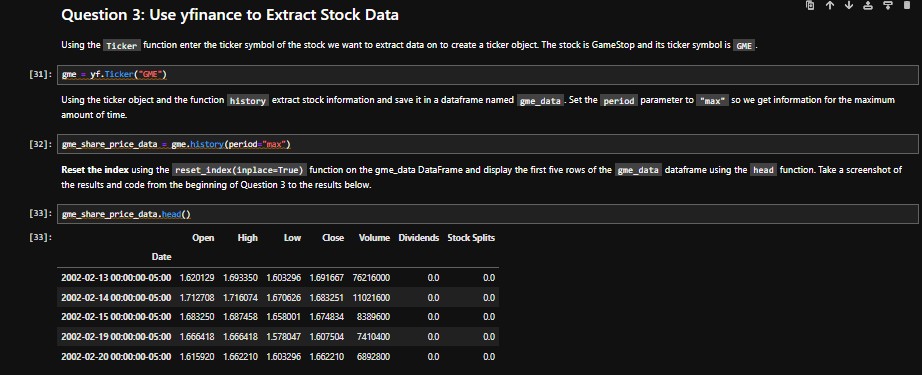 Question 3: Use yfinance to Extract Stock Data
Using the Ticker function enter the ticker symbol of the stock we want to extract data on to create a ticker object. The stock is GameStop and its ticker symbol is GME .
[31]: gme = yf.Ticker("GME")
Using the ticker object and the function history extract stock information and save it in a dataframe named gme_data . Set the period parameter to "max" so we get information for the maximum
amount of time.
[32]: gme_share_price_data = gme.history(period="max")
Reset the index using the reset_index(inplace=True) function on the gme_data DataFrame and display the first five rows of the gme_data dataframe using the head function. Take a screenshot of
the results and code from the beginning of Question 3 to the results below.
[33]: gme_share_price_data.head()
[33]: Open High Low Close Volume Dividends Stock Splits
Date
2002-02-13 00:00:00-05:00 1.620129 1.693350 1.603296 1.691667 76216000 0.0 0.0
2002-02-14 00:00:00-05:00 1.712708 1.716074 1.670626 1.683251 11021600 0.0 0.0
2002-02-15 00:00:00-05:00 1.683250 1.687458 1.658001 1.674834 8389600 0.0 0.0
2002-02-19 00:00:00-05:00 1.666418 1.666418 1.578047 1.607504 7410400 0.0 0.0
2002-02-20 00:00:00-05:00 1.615920 1.662210 1.603296 1.662210 6892800 0.0 0.0